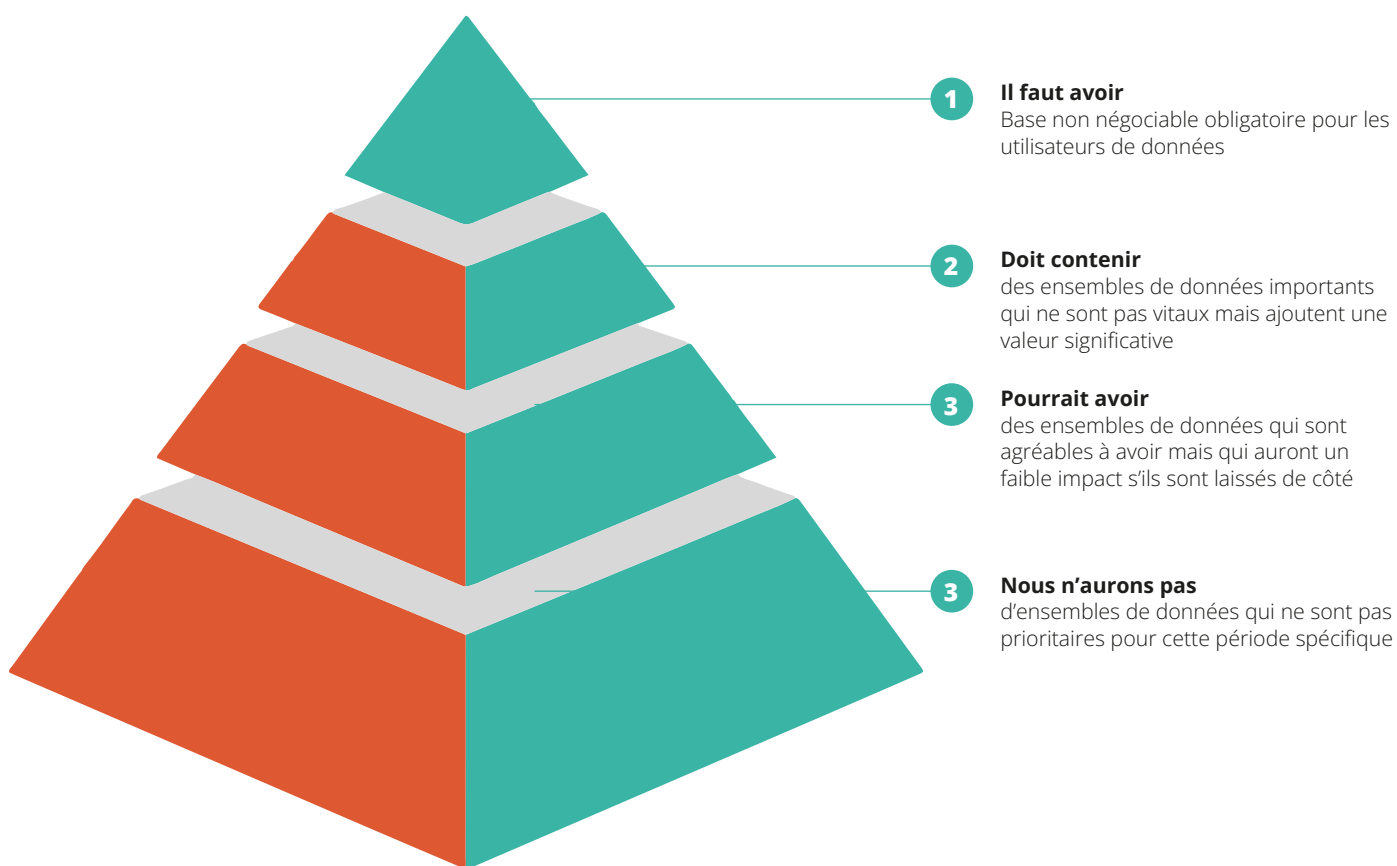 1
Il faut avoir
Base non négociable obligatoire pour les
utilisateurs de données
2
Doit contenir
des ensembles de données importants
qui ne sont pas vitaux mais ajoutent une
valeur significative
3
Pourrait avoir
des ensembles de données qui sont
agréables à avoir mais qui auront un
faible impact s’ils sont laissés de côté
3
Nous n’aurons pas
d’ensembles de données qui ne sont pas
prioritaires pour cette période spécifique